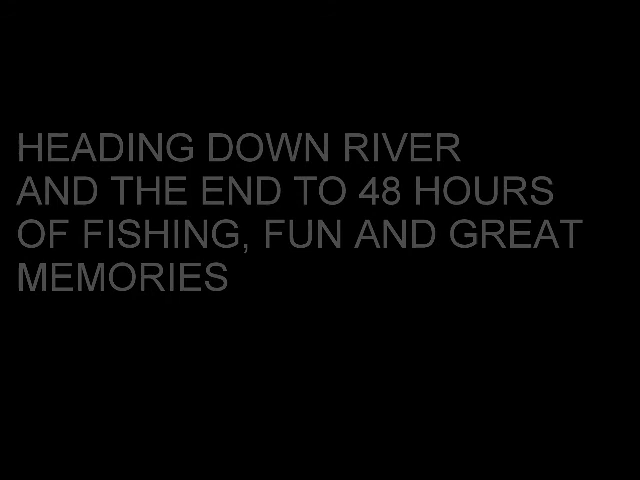 HEADING DOWN RIVER
AND THE END TO 48 HOURS
OF FISHING, FUN AND GREAT
MEMORIES